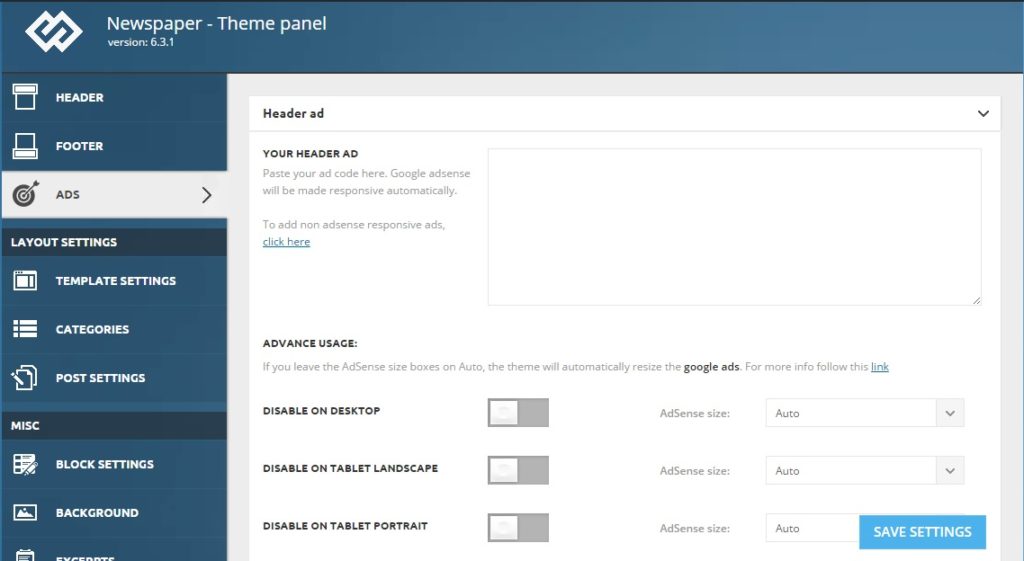 Newspaper - Theme panel
version: 6.3.1
HEADER
FOOTER
ADS
LAYOUT SETTINGS
TEMPLATE SETTINGS
CATEGORIES
POST SETTINGS
MISC
BLOCK SETTINGS
BACKGROUND
EXCERPTS
Header ad
YOUR HEADER AD
Paste your ad code here. Google adsense
will be made responsive automatically.
To add non adsense responsive ads,
click here
ADVANCE USAGE:
If you leave the AdSense size boxes on Auto, the theme will automatically resize the google ads. For more info follow this link
DISABLE ON DESKTOP AdSense size: Auto
DISABLE ON TABLET LANDSCAPE AdSense size: Auto
DISABLE ON TABLET PORTRAIT AdSense size: Auto
SAVE SETTINGS